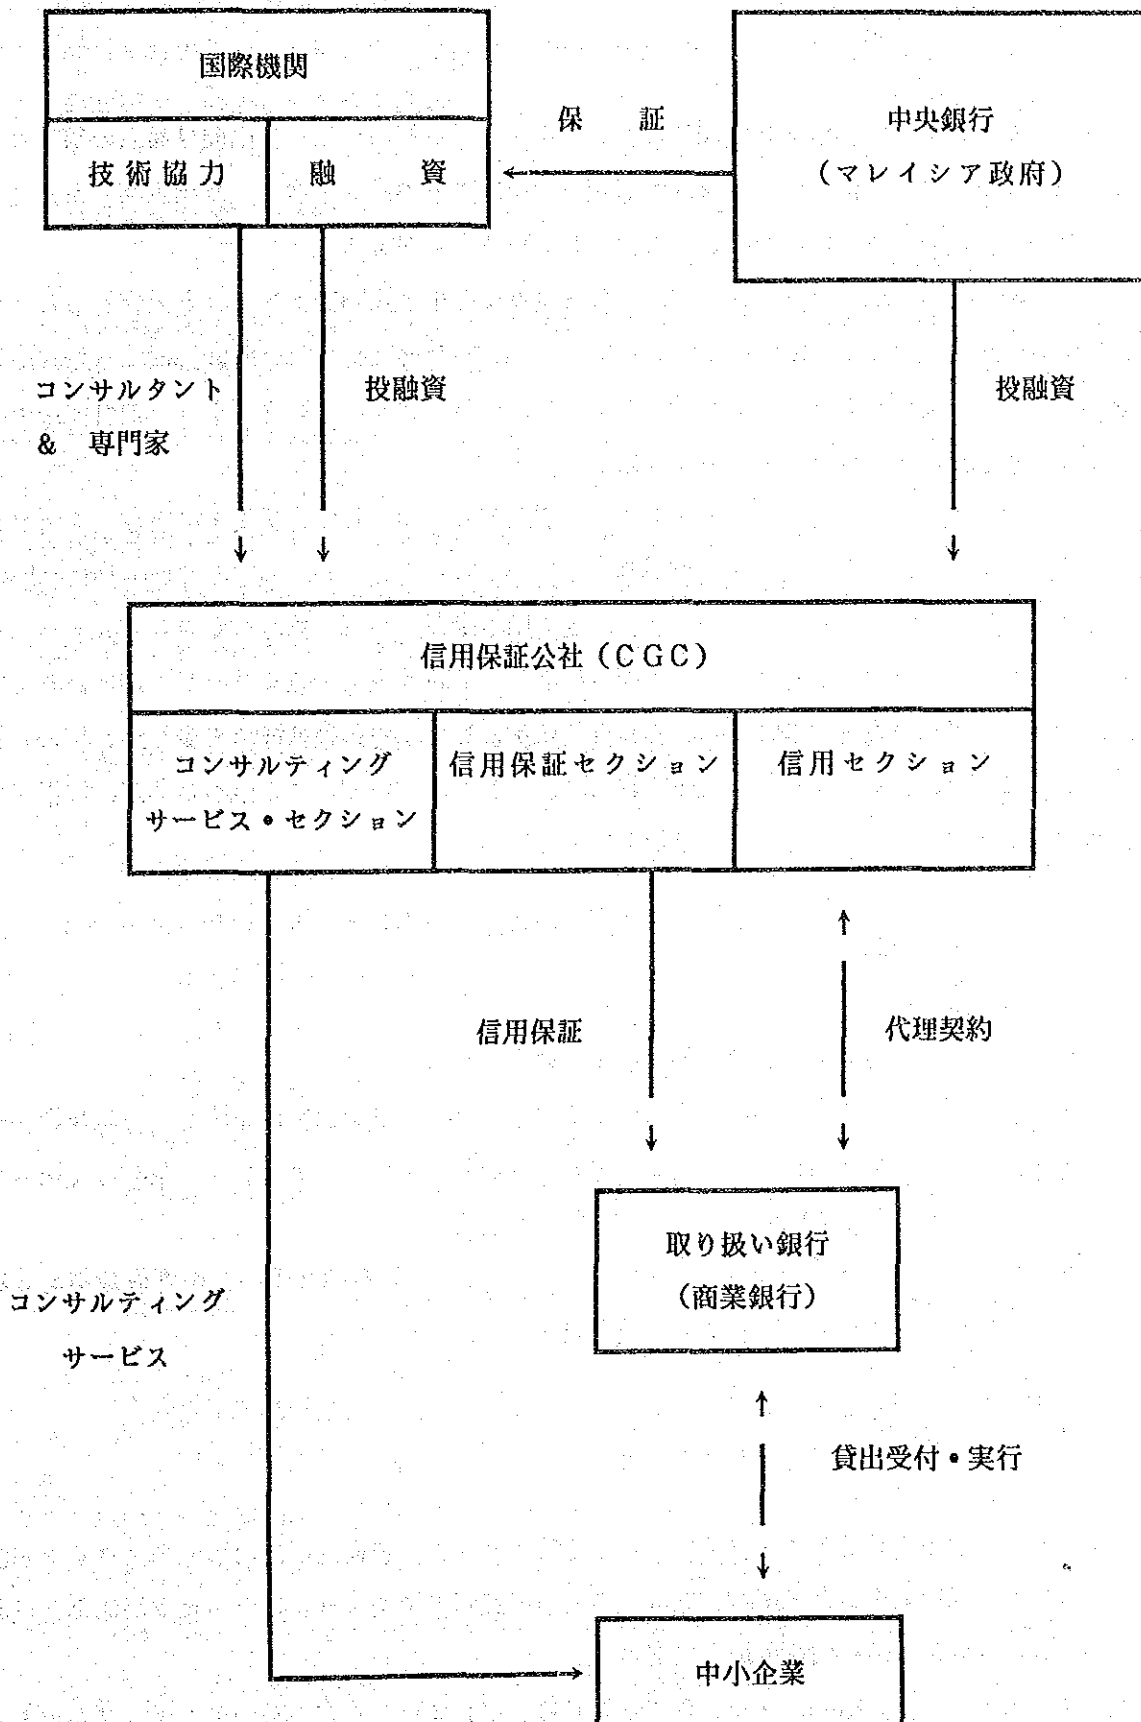 国際機関
技術協力
融　　資
保　　証
中央銀行
(マレイシア政府)
コンサルタント
&　専門家
投融資
投融資
信用保証公社(CGC)
コンサルティング
サービス・セクション
信用保証セクション
信用セクション
信用保証
代理契約
取り扱い銀行
(商業銀行)
コンサルティング
サービス
貸出受付・実行
中小企業